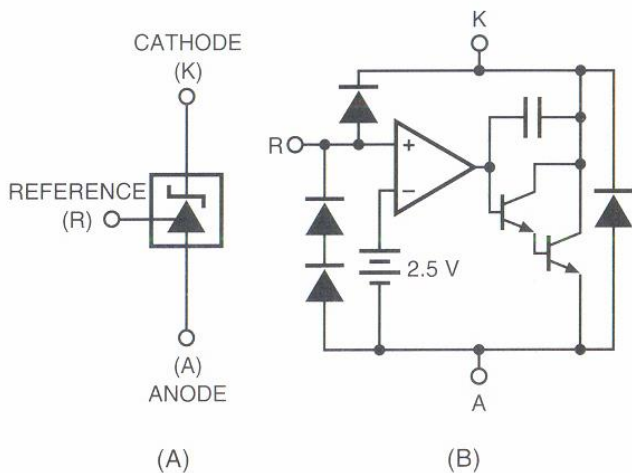 CATHODE
(K)
REFERENCE
(R)
(A)
ANODE
(A)
K
R
+
−
2.5 V
A
(B)